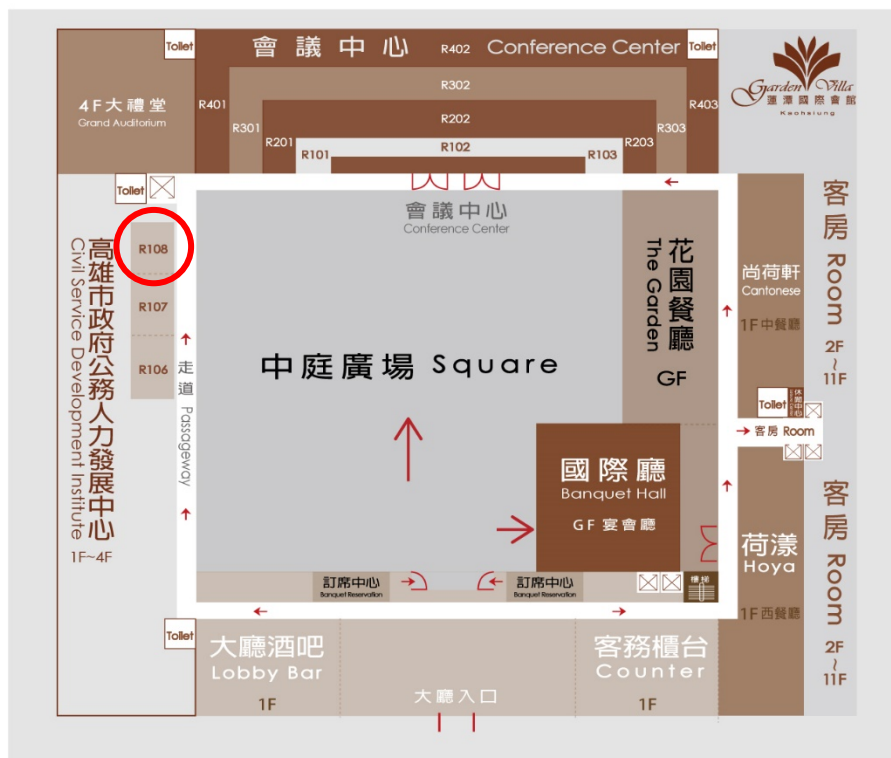 Toilet
會議中心 R402 Conference Center
Toilet
Garden Villa
蓮潭國際會館
Kaohsiung
4F大禮堂
Grand Auditorium
R401
R302
R403
R301
R202
R303
R201
R102
R203
R101
R103
Toilet
會議中心
Conference Center
客房 Room
2F
~
11F
高雄市政府公務人力發展中心
Civil Service Development Institute
1F~4F
R108
R107
R106
走道 Passageway
花園餐廳
The Garden
GF
尚荷軒
Cantonese
1F中餐廳
中庭廣場 Square
Toilet
客房 Room
國際廳
Banquet Hall
GF 宴會廳
客房 Room
2F
~
11F
荷漾
Hoya
1F西餐廳
訂席中心
Banquet Reservation
訂席中心
Banquet Reservation
樓梯
Toilet
大廳酒吧
Lobby Bar
1F
大廳入口
客務櫃台
Counter
1F